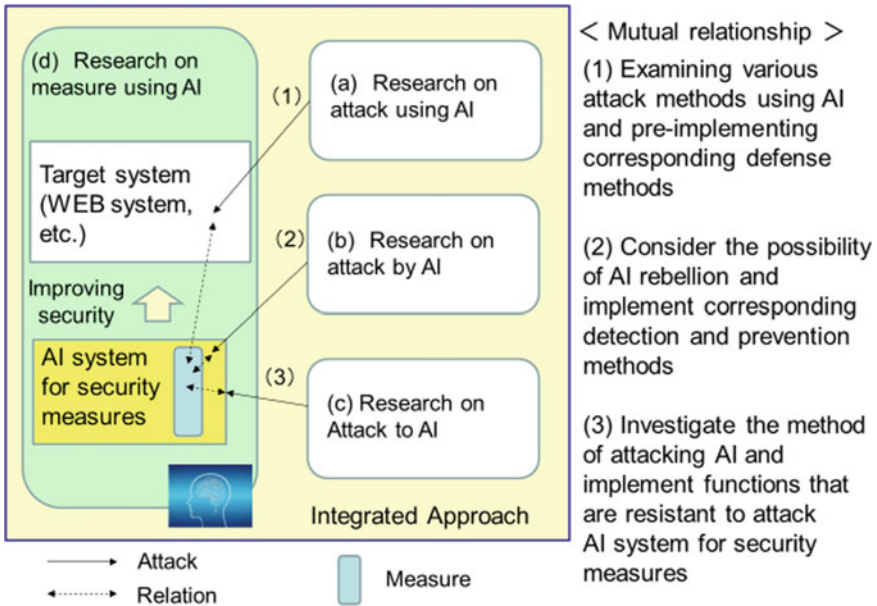 (d) Research on
measure using AI
Target system
(WEB system,
etc.)
Improving
security
AI system
for security
measures
(1)
(a) Research on
attack using AI
(2)
(b) Research on
attack by AI
(3)
(c) Research on
Attack to AI
Integrated Approach
Attack
Relation
Measure
< Mutual relationship >
(1) Examining various
attack methods using AI
and pre-implementing
corresponding defense
methods
(2) Consider the possibility
of AI rebellion and
implement corresponding
detection and prevention
methods
(3) Investigate the method
of attacking AI and
implement functions that
are resistant to attack
AI system for security
measures